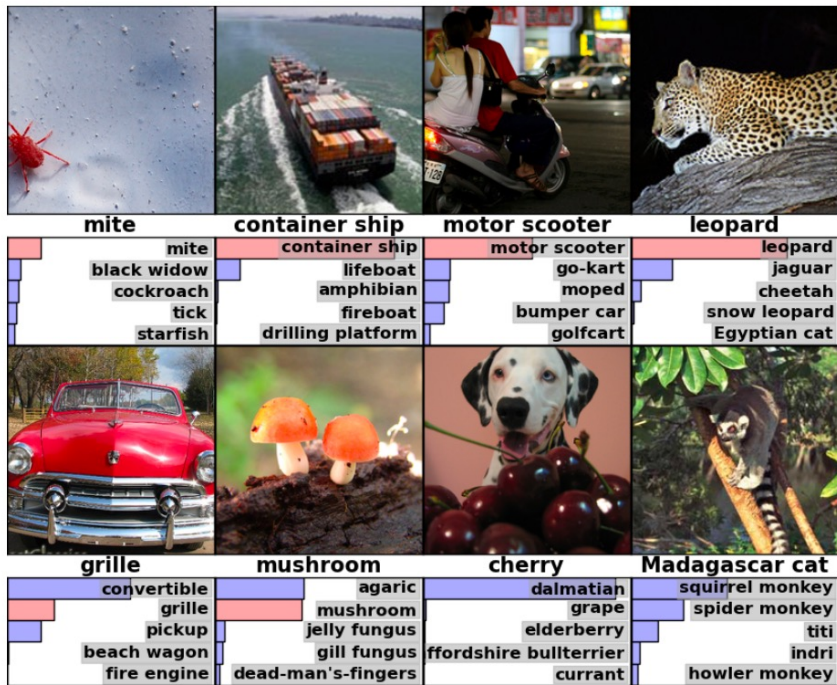 mite
container ship
motor scooter
leopard
mite
black widow
cockroach
tick
starfish
container ship
lifeboat
amphibian
fireboat
drilling platform
motor scooter
go-kart
moped
bumper car
golfcart
leopard
jaguar
cheetah
snow leopard
Egyptian cat
grille
mushroom
cherry
Madagascar cat
convertible
grille
pickup
beach wagon
fire engine
agaric
mushroom
jelly fungus
gill fungus
dead-man's-fingers
dalmatian
grape
elderberry
ffordshire bullterrier
currant
squirrel monkey
spider monkey
titi
indri
howler monkey